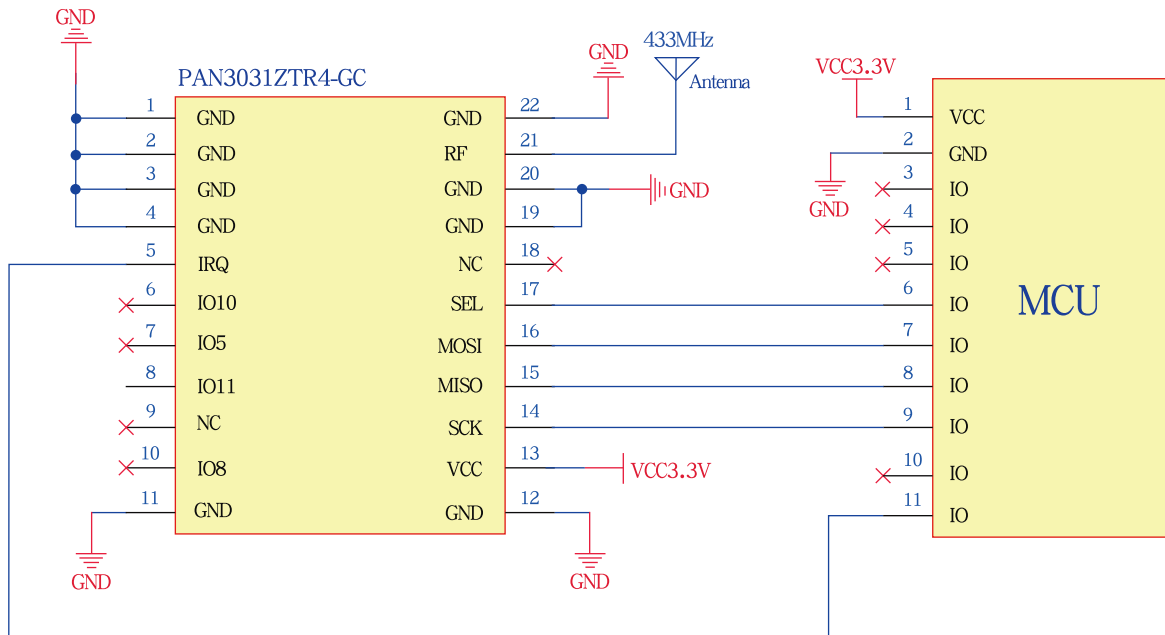 GND
PAN3031ZTR4-GC
1 GND
2 GND
3 GND
4 GND
5 IRQ
6 IO10
7 IO5
8 IO11
9 NC
10 IO8
11 GND
GND
433MHz
Antenna
GND
22 GND
21 RF
20 GND
GND
19 GND
18 NC
17 SEL
16 MOSI
15 MISO
14 SCK
13 VCC
VCC3.3V
12 GND
GND
VCC3.3V
1 VCC
2 GND
GND
3 IO
4 IO
5 IO
6 IO
7 IO
8 IO
9 IO
10 IO
11 IO
MCU